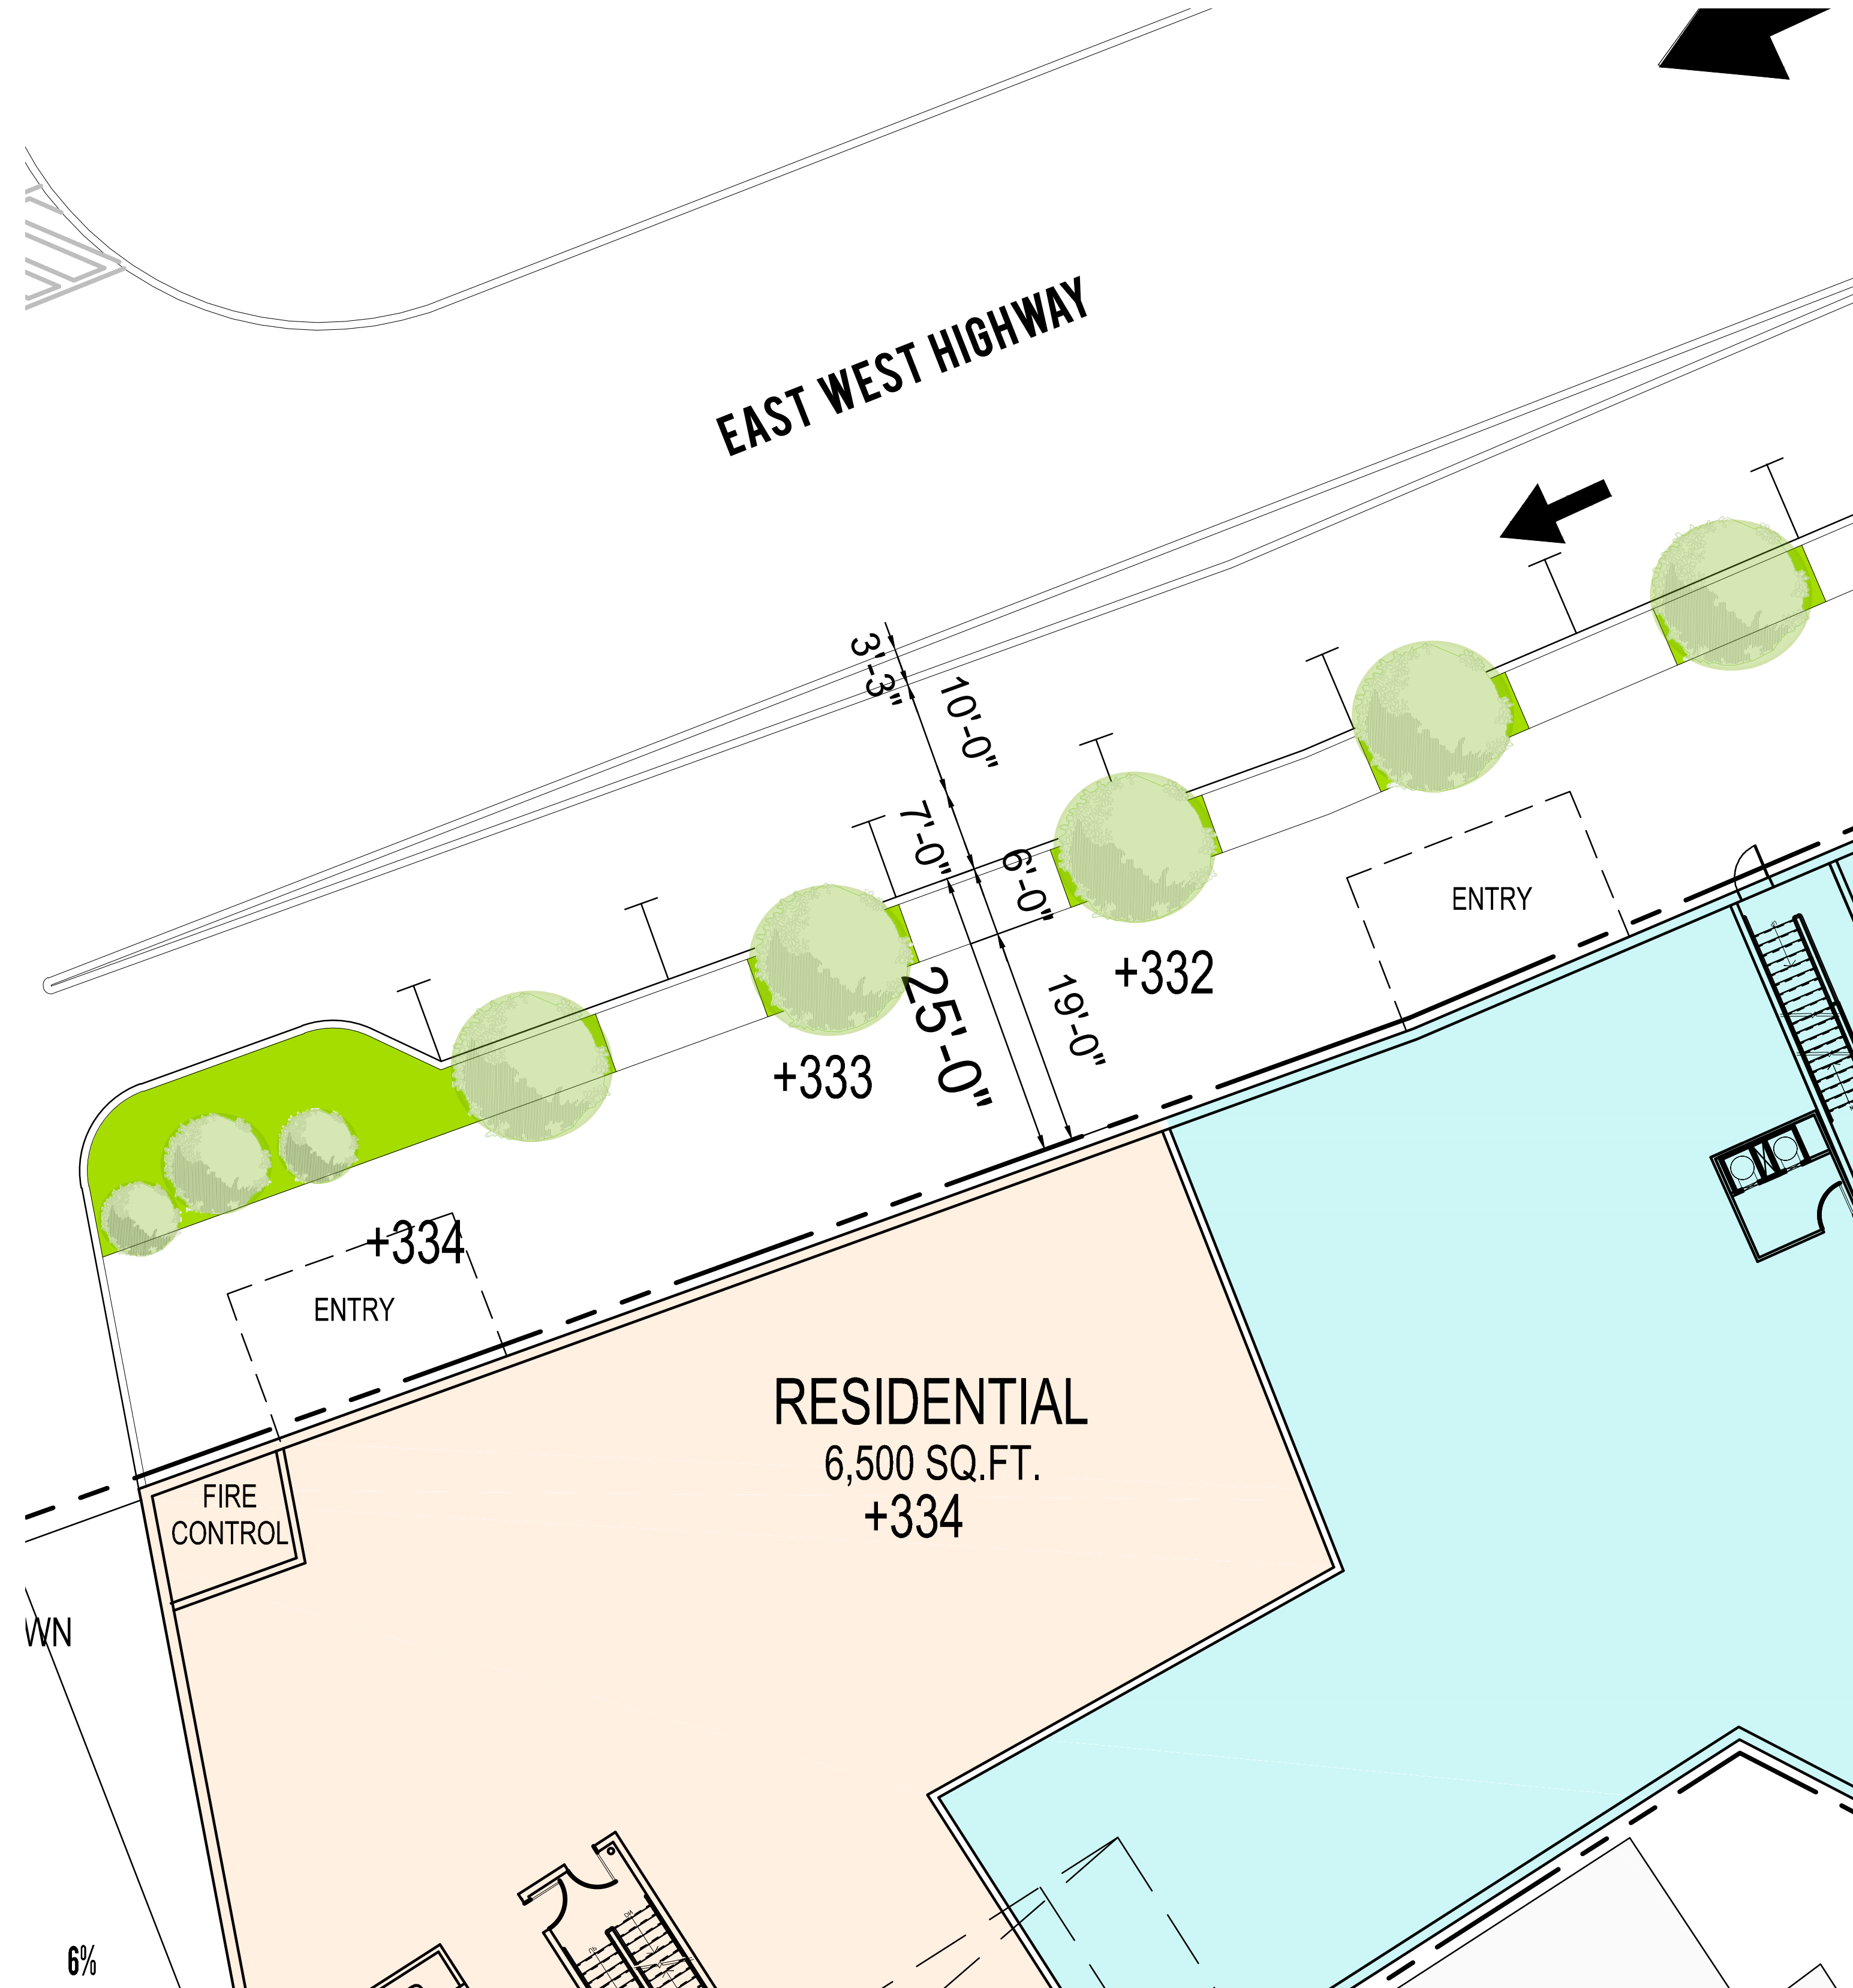 EAST WEST HIGHWAY
3'-3"
10'-0"
7'-0"
6'-0"
ENTRY
+332
25'-0"
19'-0"
+333
+334
ENTRY
RESIDENTIAL
6,500 SQ.FT.
+334
FIRE
CONTROL
WN
6%